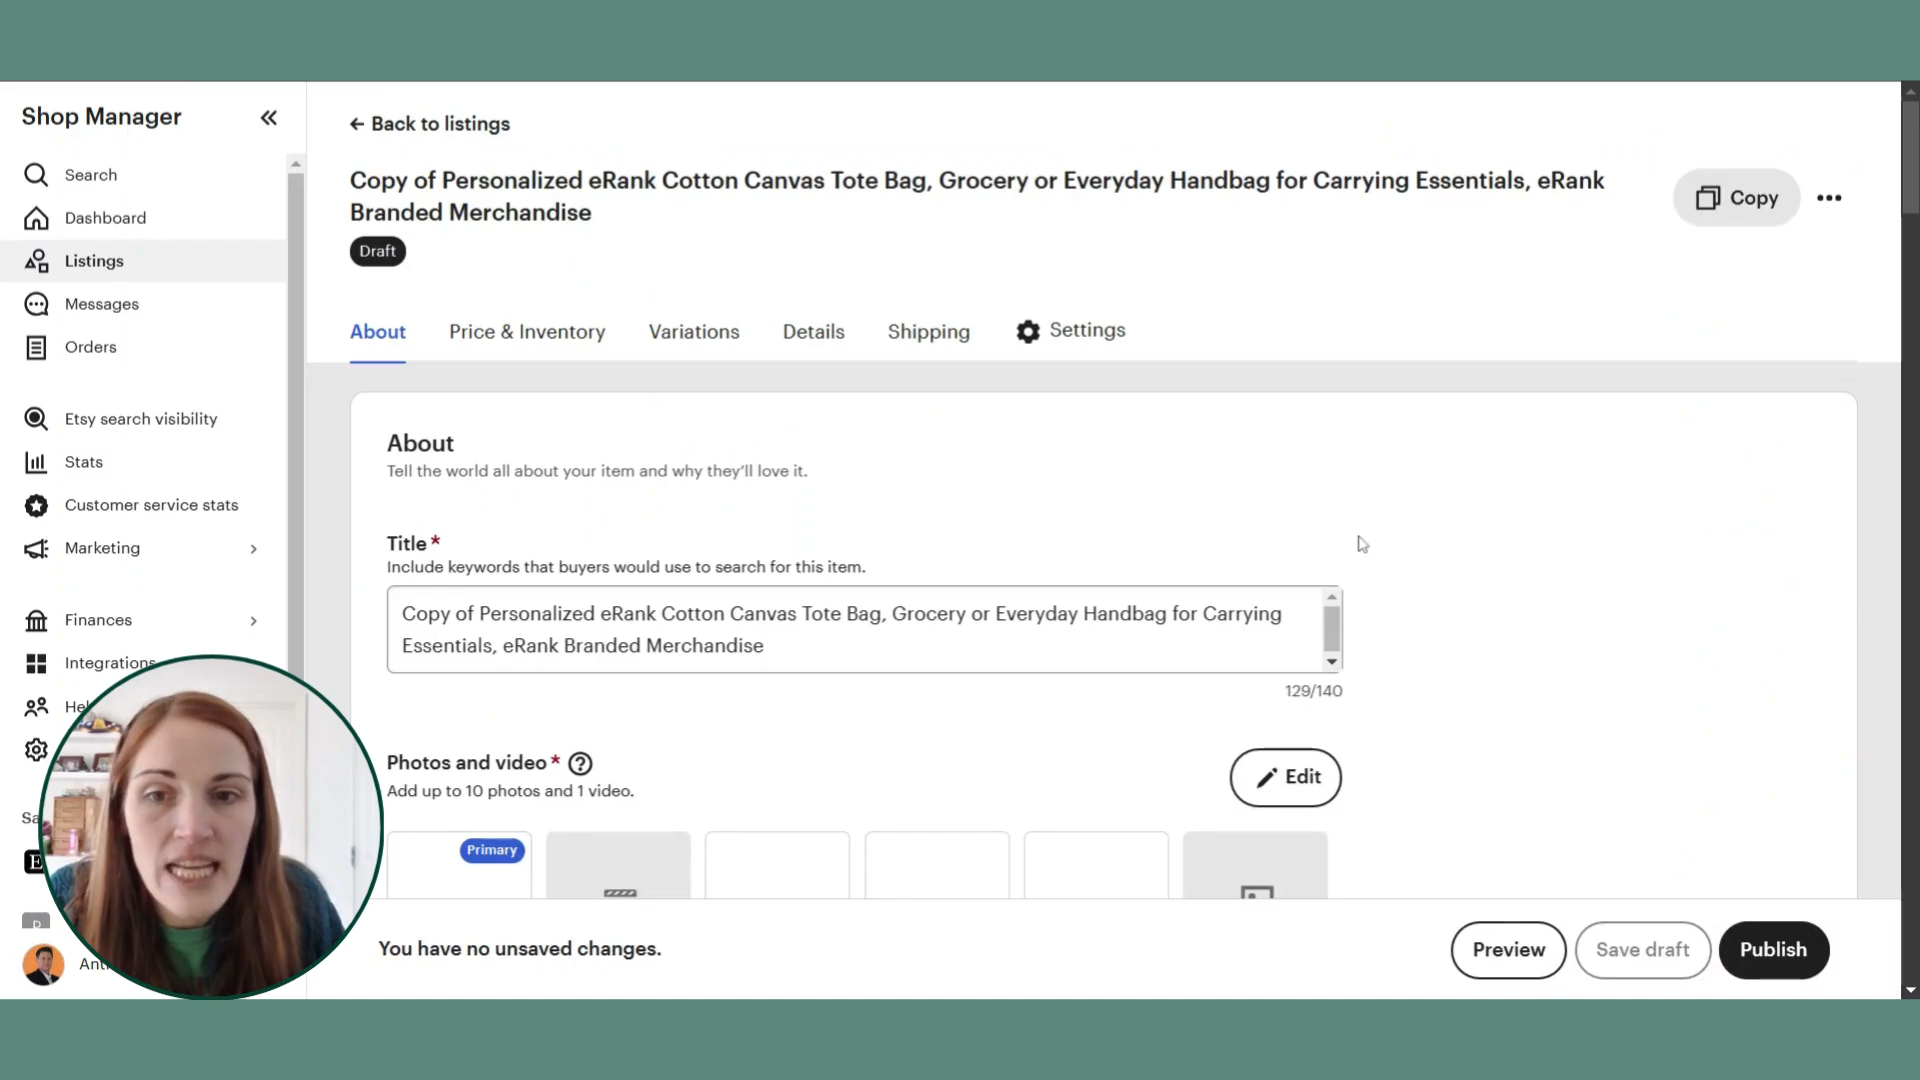 Shop Manager
Search
Dashboard
Listings
Messages
Orders
Etsy search visibility
Stats
Customer service stats
Marketing
Finances
Integrations
Back to listings
Copy of Personalized eRank Cotton Canvas Tote Bag, Grocery or Everyday Handbag for Carrying Essentials, eRank
Branded Merchandise
Draft
Copy
About
Price & Inventory
Variations
Details
Shipping
Settings
About
Tell the world all about your item and why they'll love it.
Title *
Include keywords that buyers would use to search for this item.
Copy of Personalized eRank Cotton Canvas Tote Bag, Grocery or Everyday Handbag for Carrying
Essentials, eRank Branded Merchandise
129/140
Photos and video *
Add up to 10 photos and 1 video.
Edit
Primary
You have no unsaved changes.
Preview
Save draft
Publish